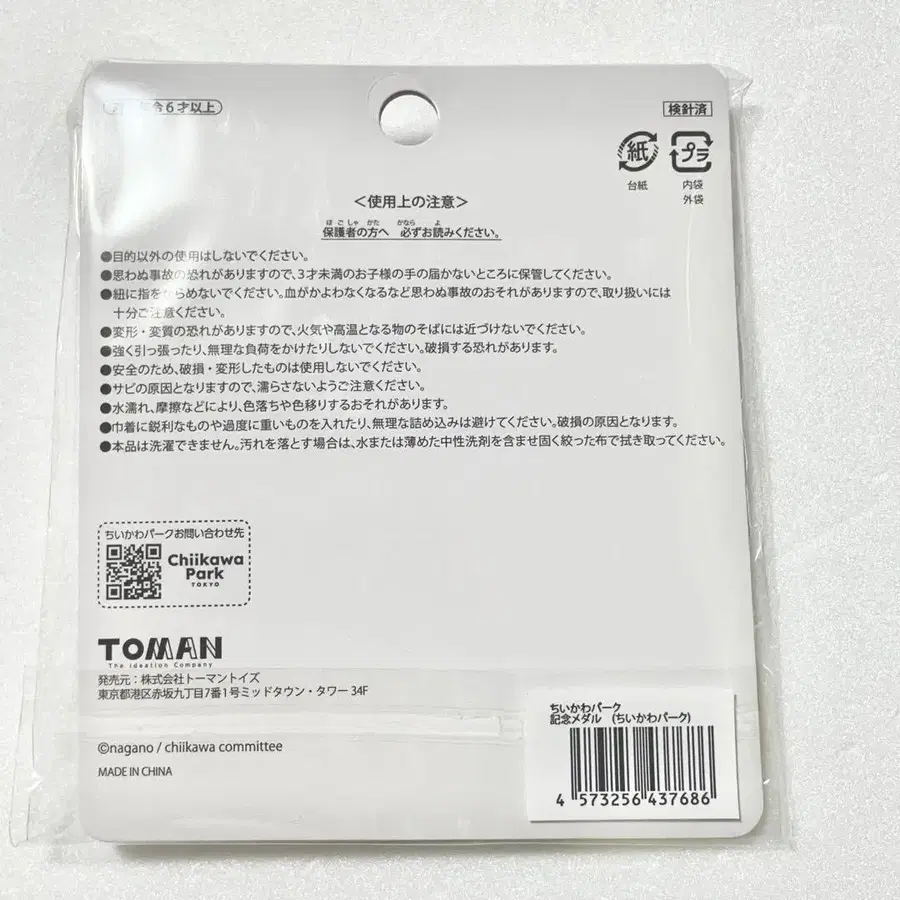 令6才以上
検針済
紙
プラ
台紙
内袋
外袋
＜使用上の注意＞
ほごしゃ かた かなら よ
保護者の方へ 必ずお読みください。
●目的以外の使用はしないでください。
●思わぬ事故の恐れがありますので、3才未満のお子様の手の届かないところに保管してください。
●紐に指をからめないでください。血がかよわなくなるなど思わぬ事故のおそれがありますので、取り扱いには
十分ご注意ください。
●変形・変質の恐れがありますので、火気や高温となる物のそばには近づけないでください。
●強く引っ張ったり、無理な負荷をかけたりしないでください。破損する恐れがあります。
●安全のため、破損・変形したものは使用しないでください。
●サビの原因となりますので、濡らさないようご注意ください。
●水濡れ、摩擦などにより、色落ちや色移りするおそれがあります。
●巾着に鋭利なものや過度に重いものを入れたり、無理な詰め込みは避けてください。破損の原因となります。
●本品は洗濯できません。汚れを落とす場合は、水または薄めた中性洗剤を含ませ固く絞った布で拭き取ってください。
ちいかわパークお問い合わせ先
Chiikawa
Park
TOKYO
TOMAN
The Ideation Company
発売元：株式会社トーマントイズ
東京都港区赤坂九丁目7番1号ミッドタウン・タワー 34F
©nagano / chiikawa committee
MADE IN CHINA
ちいかわパーク
記念メダル （ちいかわパーク）
4 573256 437686